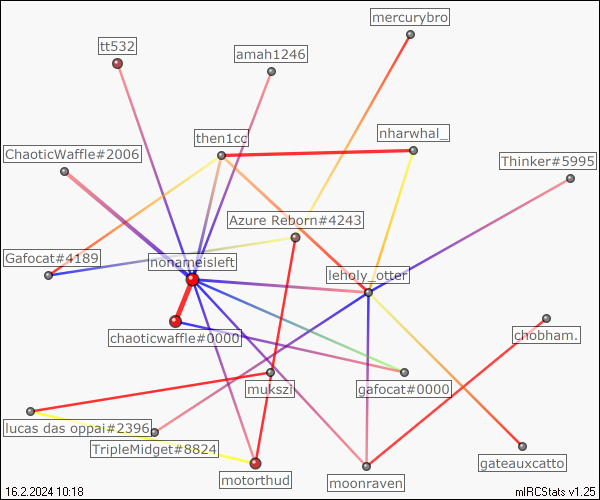 mercurybro
tt532
amah1246
then1cc
nharwhal_
ChaoticWaffle#2006
Thinker#5995
Azure Reborn#4243
Gafocat#4189
nonameisleft
leholy_otter
chaoticwaffle#0000
chobham.
mukszi
gafocat#0000
lucas das oppai#2396
TripleMidget#8824
gateauxcatto
motorthud
moonraven
16.2.2024 10:18
mIRCStats v1.25